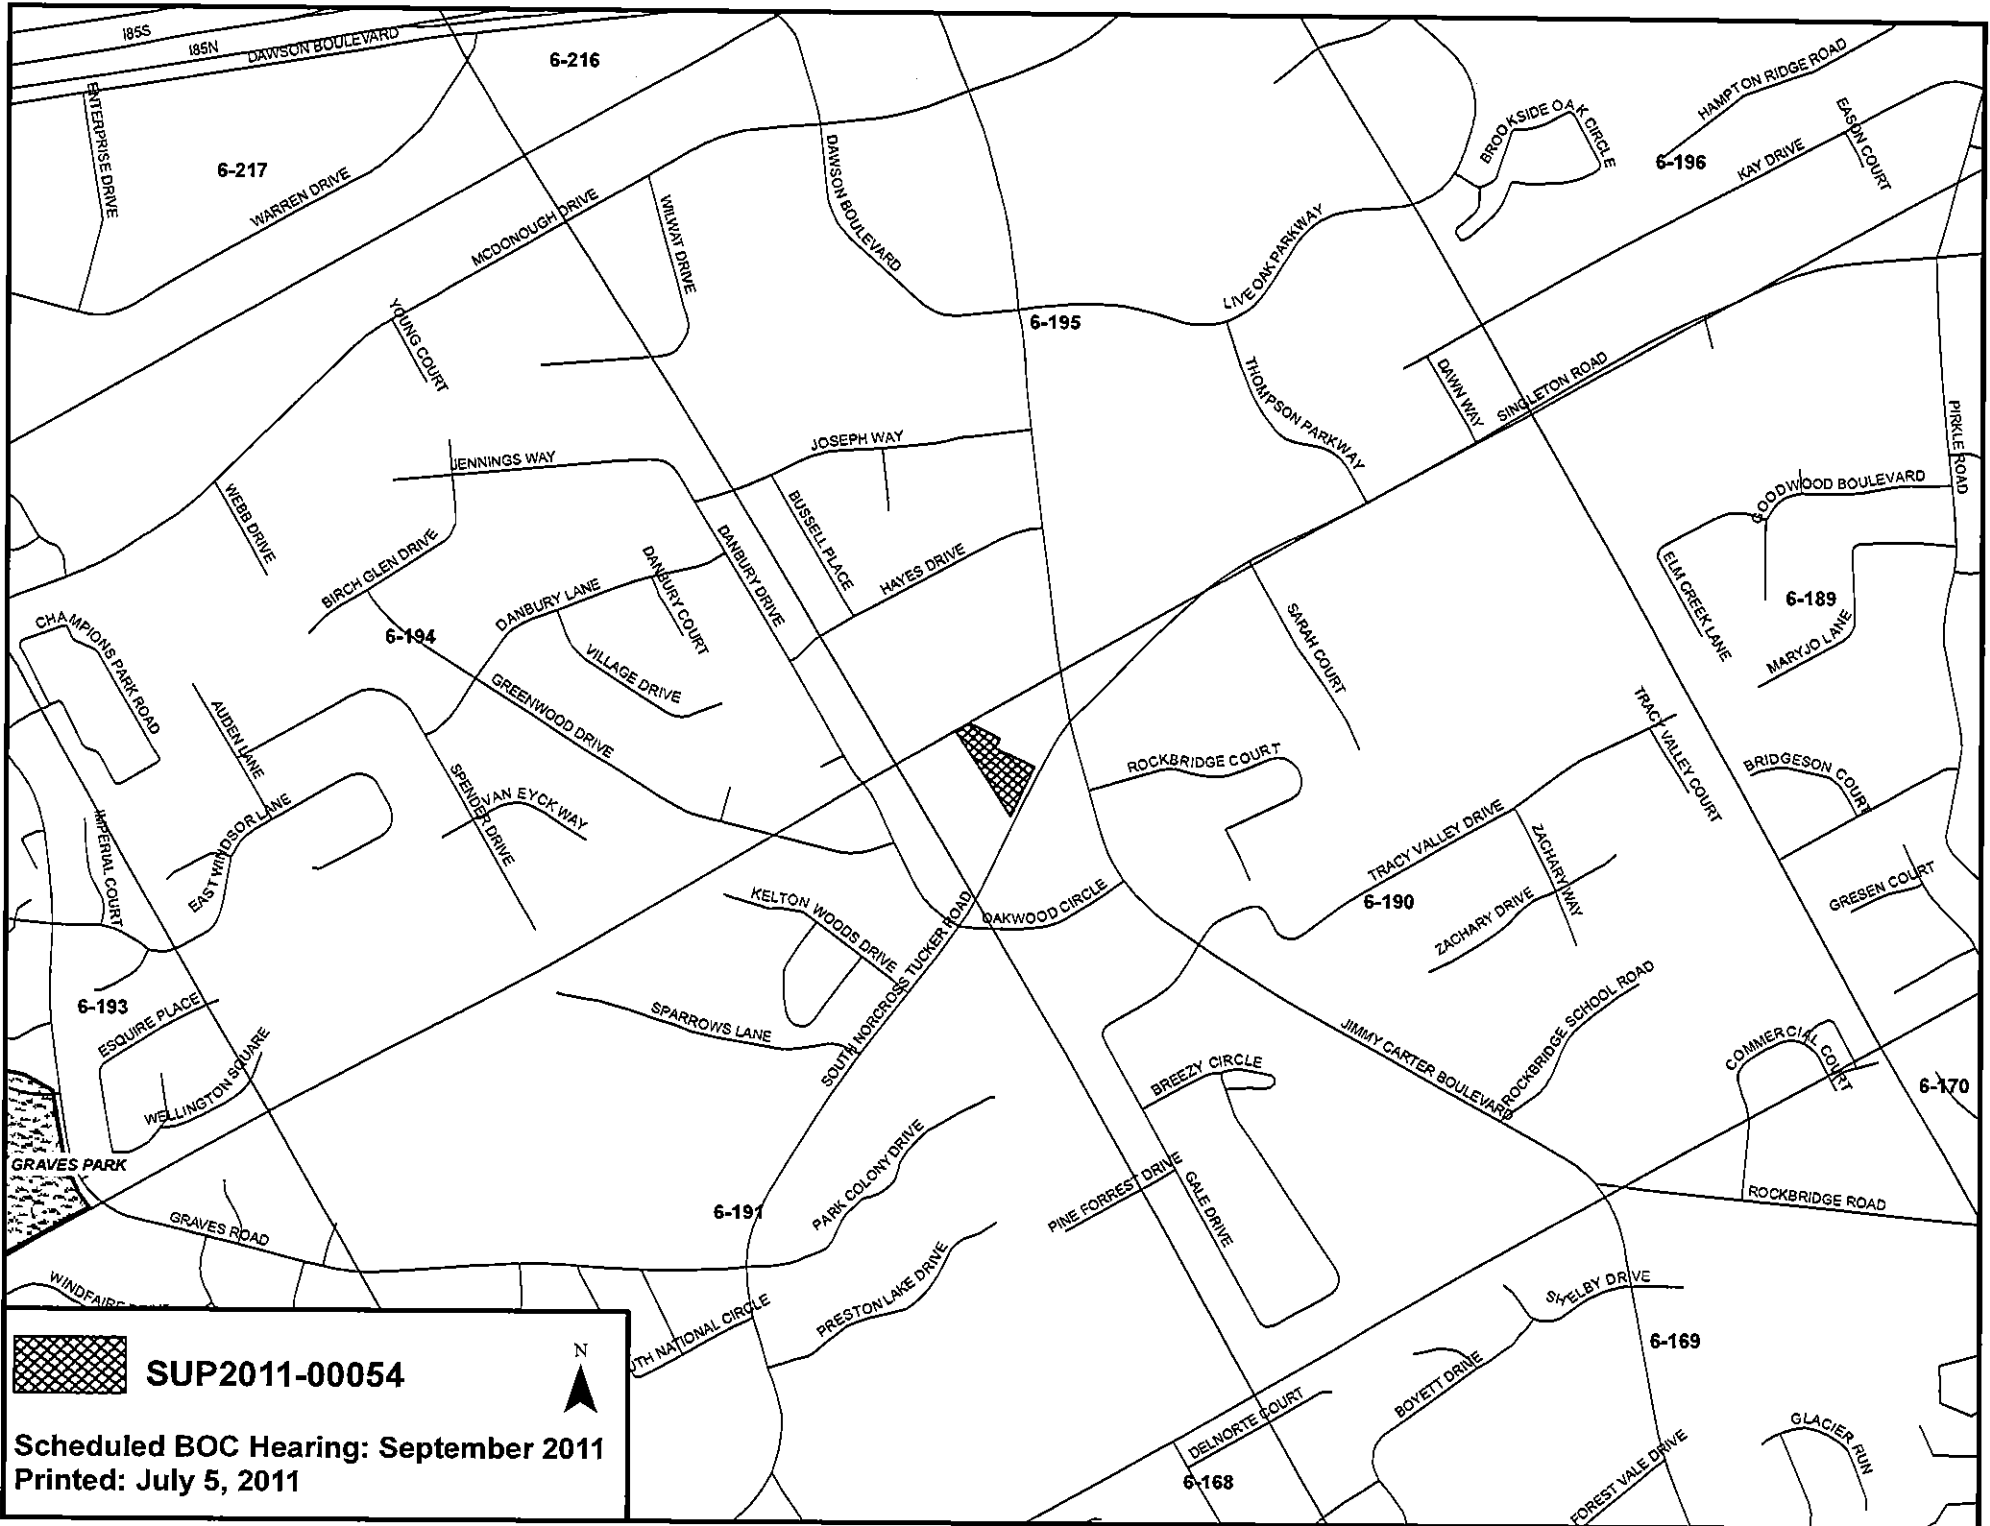 I85S
I85N
DAWSON BOULEVARD
6-216
ENTERPRISE DRIVE
6-217
WARREN DRIVE
MCDONOUGH DRIVE
WILWAT DRIVE
DAWSON BOULEVARD
BROOKSIDE OAK CIRCLE
HAMPTON RIDGE ROAD
6-196
KAY DRIVE
EASON COURT
LIVE OAK PARKWAY
6-195
YOUNG COURT
THOMPSON PARKWAY
DAWN WAY
SINGLETON ROAD
PIRKLE ROAD
JENNINGS WAY
JOSEPH WAY
WEBB DRIVE
BUSSELL PLACE
GOODWOOD BOULEVARD
BIRCH GLEN DRIVE
DANBURY DRIVE
HAYES DRIVE
DANBURY COURT
DANBURY LANE
ELM CREEK LANE
6-189
MARYJO LANE
CHAMPIONS PARK ROAD
6-194
VILLAGE DRIVE
SARAH COURT
GREENWOOD DRIVE
AUDEN LANE
TRACY VALLEY COURT
ROCKBRIDGE COURT
BRIDGESON COURT
SPENDER DRIVE
VAN EYCK WAY
IMPERIAL COURT
EAST WINDSOR LANE
TRACY VALLEY DRIVE
ZACHARY WAY
6-190
ZACHARY DRIVE
GRESEN COURT
KELTON WOODS DRIVE
OAKWOOD CIRCLE
SOUTH NORCROSS TUCKER ROAD
6-193
ESQUIRE PLACE
SPARROWS LANE
JIMMY CARTER BOULEVARD
ROCKBRIDGE SCHOOL ROAD
COMMERCIAL COURT
WELLINGTON SQUARE
BREEZY CIRCLE
6-170
GRAVES PARK
PARK COLONY DRIVE
PINE FORREST DRIVE
GALE DRIVE
ROCKBRIDGE ROAD
6-191
GRAVES ROAD
PRESTON LAKE DRIVE
WINDFAIRE DRIVE
SHELBY DRIVE
UTH NATIONAL CIRCLE
6-169
BOYETT DRIVE
DELNORTE COURT
6-168
FOREST VALE DRIVE
GLACIER RUN
N
SUP2011-00054
Scheduled BOC Hearing: September 2011
Printed: July 5, 2011